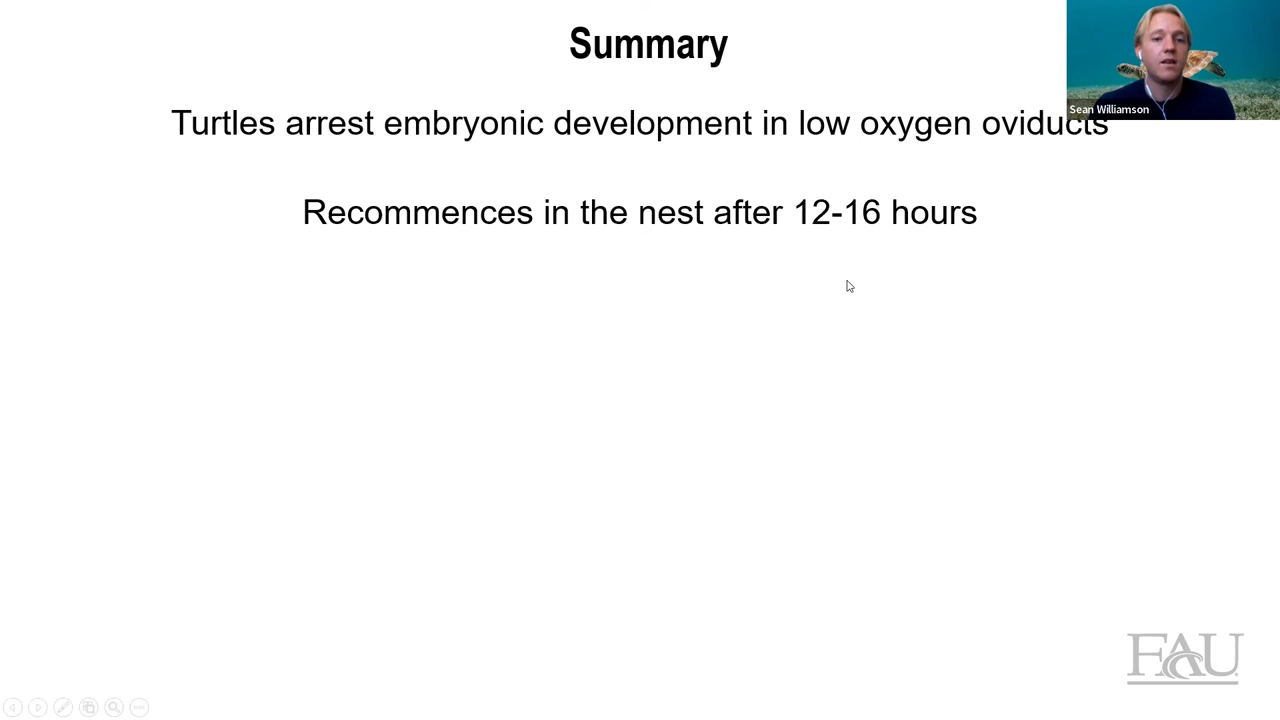 Summary
Sean Williamson
Turtles arrest embryonic development in low oxygen oviducts
Recommences in the nest after 12-16 hours
FAU